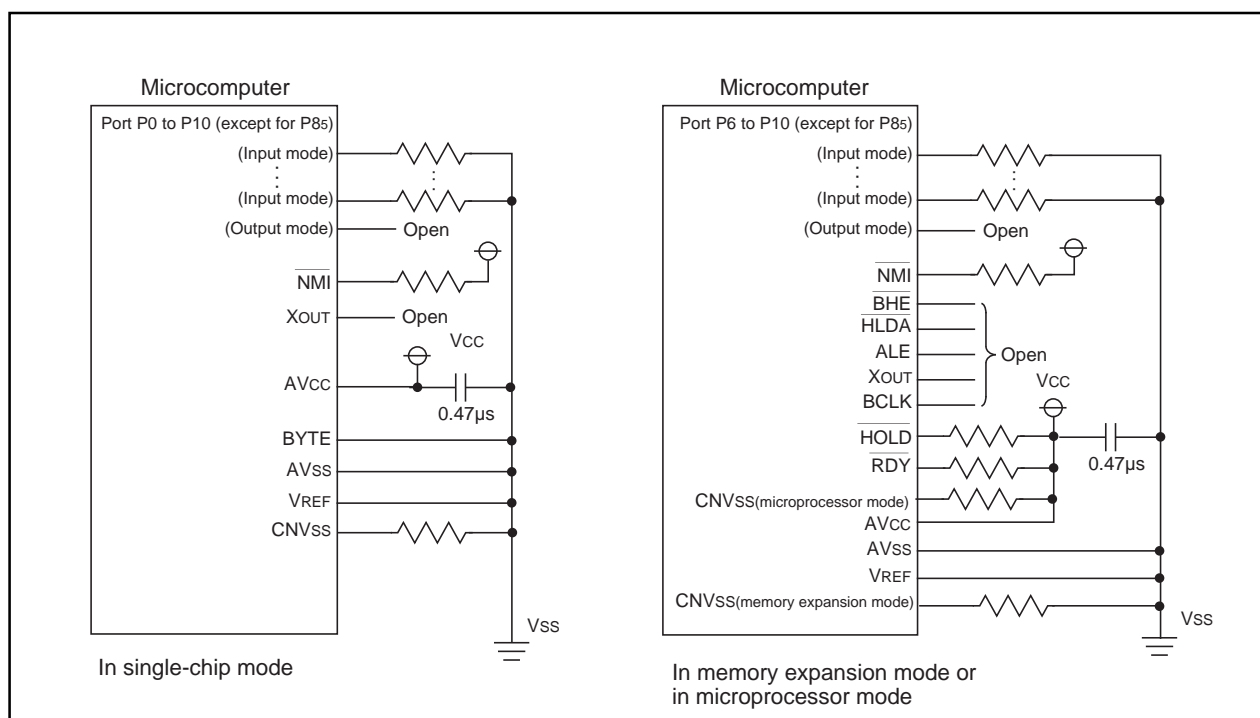 Microcomputer
Port P0 to P10 (except for P85)
(Input mode)
(Input mode)
(Output mode)
Open
NMI
XOUT
Open
VCC
AVCC
0.47µs
BYTE
AVSS
VREF
CNVSS
VSS
In single-chip mode
Microcomputer
Port P6 to P10 (except for P85)
(Input mode)
(Input mode)
(Output mode)
Open
NMI
BHE
HLDA
ALE
Open
XOUT
VCC
BCLK
HOLD
0.47µs
RDY
CNVSS(microprocessor mode)
AVCC
AVSS
VREF
CNVSS(memory expansion mode)
VSS
In memory expansion mode or
in microprocessor mode